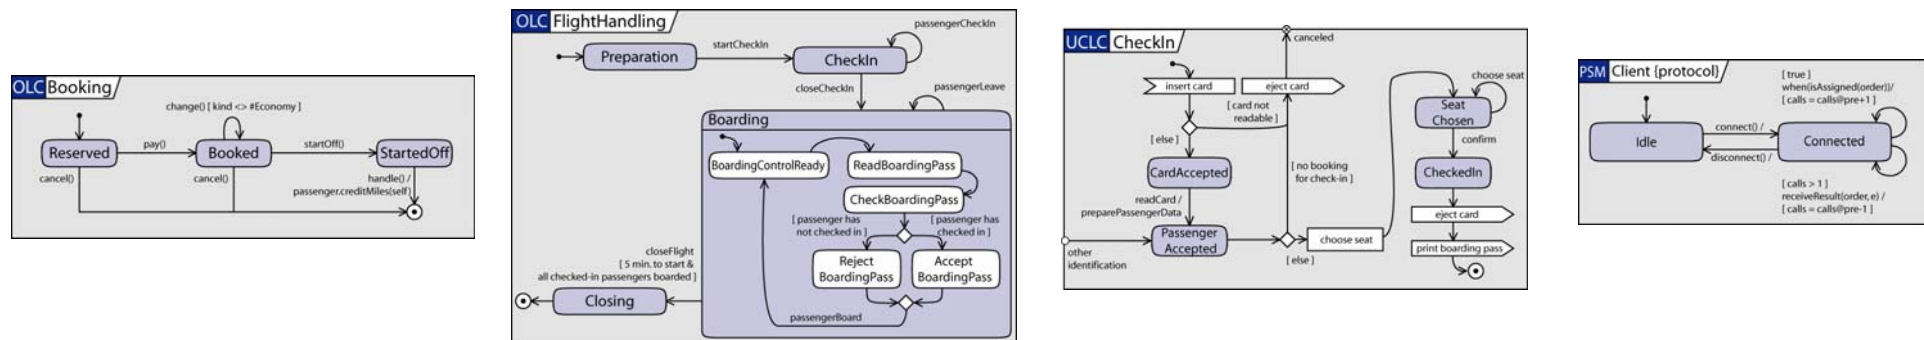 OLC Booking
change() [ kind <> #Economy ]
Reserved
pay()
Booked
startOff()
StartedOff
cancel()
cancel()
handle() /
passenger.creditMiles(self)
OLC FlightHandling
passengerCheckIn
Preparation
startCheckIn
CheckIn
closeCheckIn
passengerLeave
Boarding
BoardingControlReady
ReadBoardingPass
CheckBoardingPass
[ passenger has
not checked in ]
[ passenger has
checked in ]
Reject
BoardingPass
Accept
BoardingPass
closeFlight
[ 5 min. to start &
all checked-in passengers boarded ]
Closing
passengerBoard
UCLC CheckIn
canceled
insert card
eject card
choose seat
[ card not
readable ]
Seat
Chosen
[ else ]
confirm
[ no booking
for check-in ]
CardAccepted
CheckedIn
readCard /
preparePassengerData
eject card
Passenger
Accepted
choose seat
print boarding pass
other
identification
[ else ]
PSM Client {protocol}
[ true ]
when(isAssigned(order))/
[ calls = calls@pre+1 ]
Idle
connect() /
Connected
disconnect() /
[ calls > 1 ]
receiveResult(order, e) /
[ calls = calls@pre-1 ]